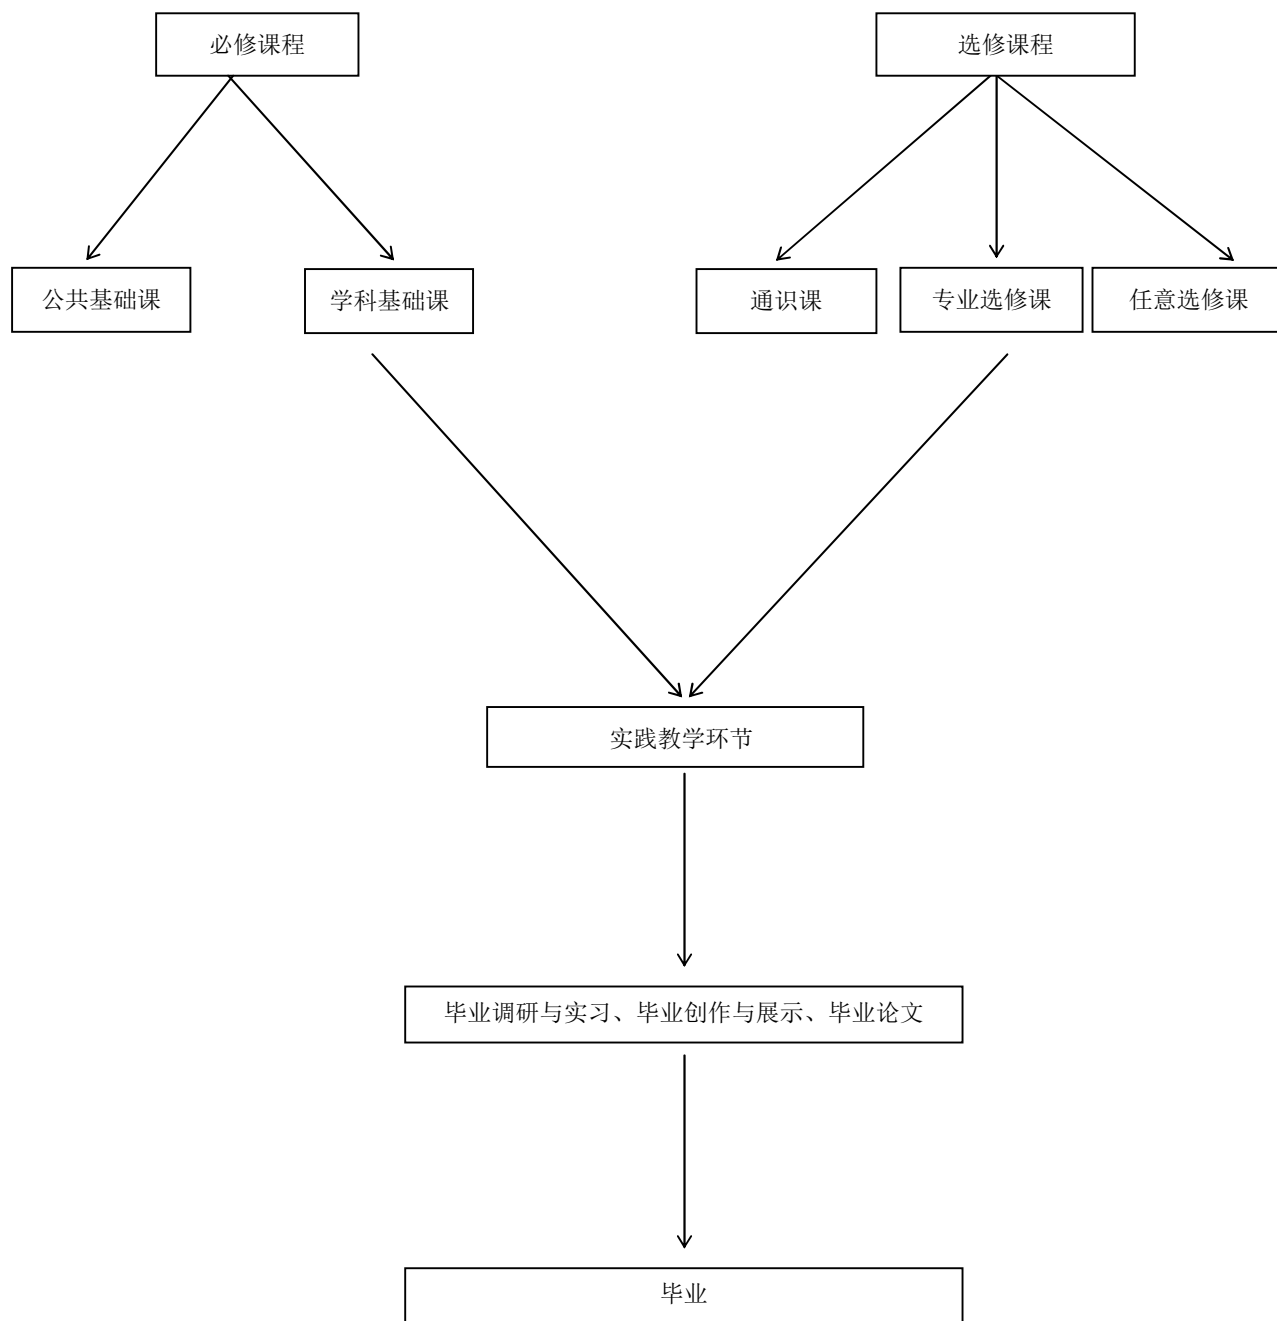 必修课程
选修课程
公共基础课
学科基础课
通识课
专业选修课
任意选修课
实践教学环节
毕业调研与实习、毕业创作与展示、毕业论文
毕业